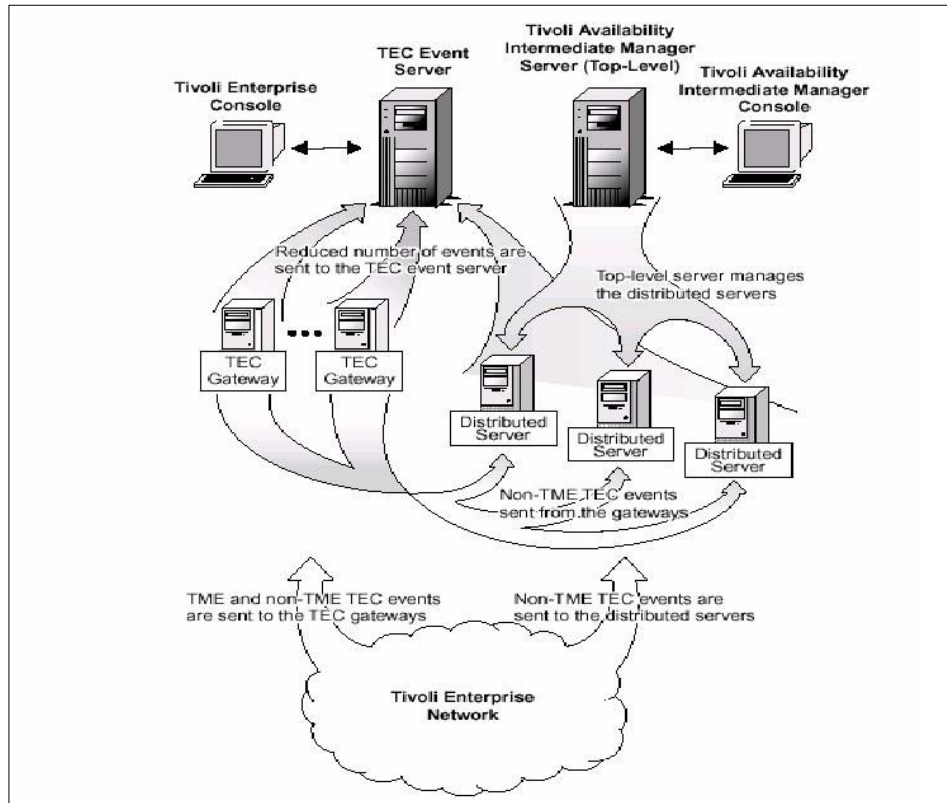 TEC Event
Server
Tivoli Availability
Intermediate Manager
Server (Top-Level)
Tivoli Enterprise
Console
Tivoli Availability
Intermediate Manager
Console
Reduced number of events are
sent to the TEC event server
Top-level server manages
the distributed servers
TEC
Gateway
TEC
Gateway
Distributed
Server
Distributed
Server
Distributed
Server
Non-TME TEC events
sent from the gateways
TME and non-TME TEC events
are sent to the TEC gateways
Non-TME TEC events are
sent to the distributed servers
Tivoli Enterprise
Network